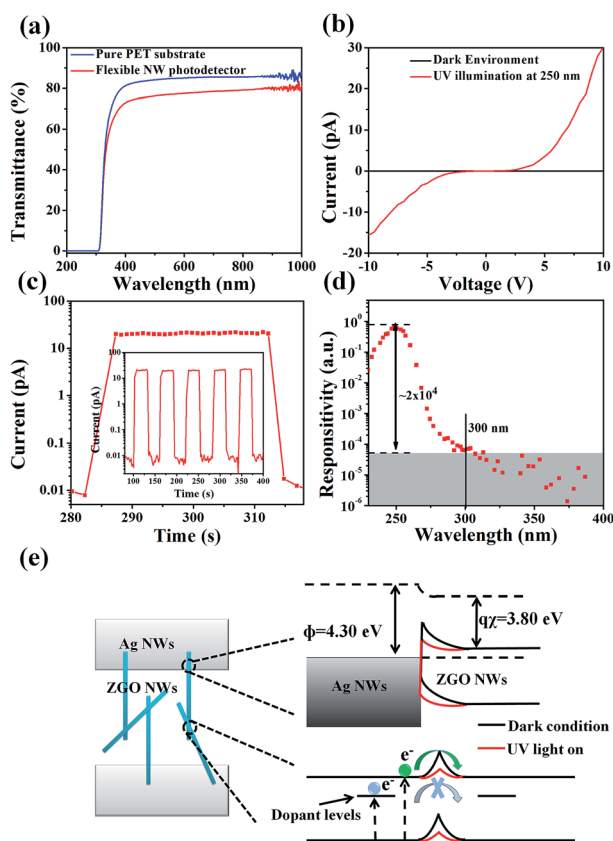 (a)
Pure PET substrate
Flexible NW photodetector
Transmittance (%)
100
80
60
40
20
0
200
400
600
800
1000
Wavelength (nm)
(b)
Dark Environment
UV illumination at 250 nm
Current (pA)
30
20
10
0
-10
-20
-10
-5
0
5
10
Voltage (V)
(c)
Current (pA)
100
10
1
0.1
0.01
280
290
300
310
Time (s)
Current (pA)
100
10
1
0.1
0.01
100
150
200
250
300
350
400
Time (s)
(d)
Responsitivity (a.u.)
10^0
10^-1
10^-2
10^-3
10^-4
10^-5
10^-6
~2x10^4
300 nm
250
300
350
400
Wavelength (nm)
(e)
Ag NWs
ZGO NWs
ϕ=4.30 eV
qχ=3.80 eV
Ag NWs
ZGO NWs
Dark condition
UV light on
e-
e-
Dopant levels